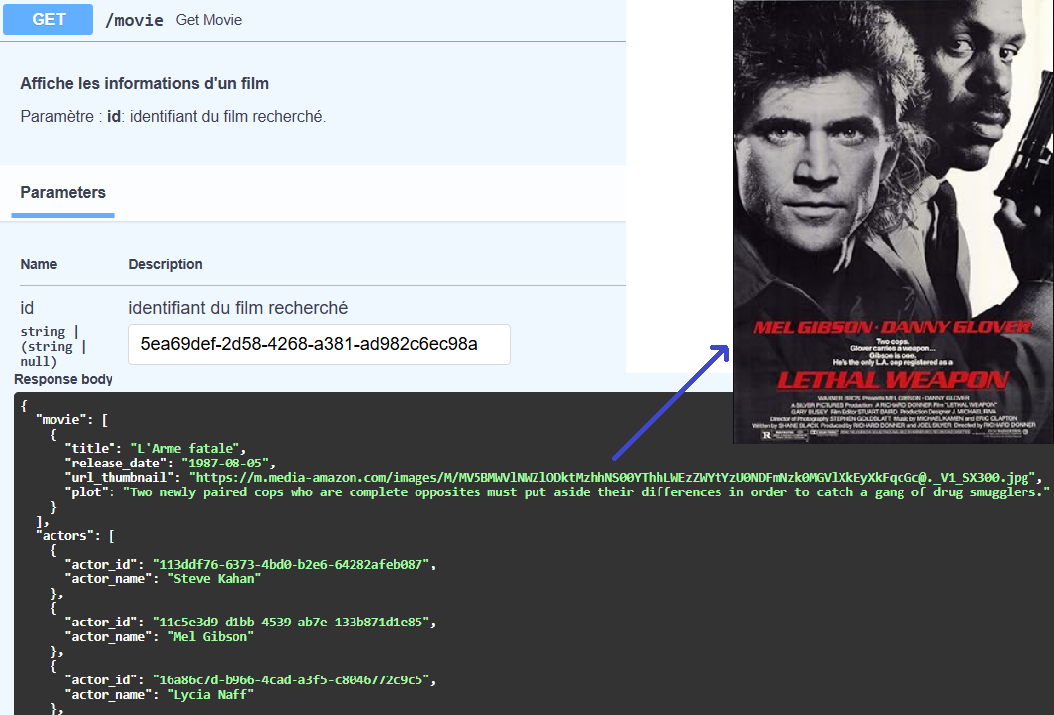 GET /movie Get Movie
Affiche les informations d'un film
Paramètre : id: identifiant du film recherché.
Parameters
Name Description
id identifiant du film recherché
string |
(string |
null)
5ea69def-2d58-4268-a381-ad982c6ec98a
Response body
{
"movie": [
{
"title": "L'Arme fatale",
"release_date": "1987-08-05",
"url_thumbnail": "https://m.media-amazon.com/images/M/MV5BMWVlNWZlODktMzhhNS00YThhLWEzZWYtYzU0NDFmNzk0MGVlXkEyXkFqcGc@._V1_SX300.jpg",
"plot": "Two newly paired cops who are complete opposites must put aside their differences in order to catch a gang of drug smugglers."
}
],
"actors": [
{
"actor_id": "113ddf76-6373-4bd0-b2e6-64282afeb087",
"actor_name": "Steve Kahan"
},
{
"actor_id": "11c5e3d9-d1bb-4539-ab7e-133b871d1e85",
"actor_name": "Mel Gibson"
},
{
"actor_id": "16a86c7d-b966-4cad-a3f5-c8046772c9c5",
"actor_name": "Lycia Naff"
},
MEL GIBSON · DANNY GLOVER
Two cops.
Glover carries a weapon...
Gibson is one.
He's the only L.A. cop registered as a
LETHAL WEAPON
WARNER BROS. Presents MEL GIBSON · DANNY GLOVER
A SILVER PICTURES Production A RICHARD DONNER Film "LETHAL WEAPON"
GARY BUSEY Film Editor STUART BAIRD Production Designer J. MICHAEL RIVA
Director of Photography STEPHEN GOLDBLATT Music by MICHAEL KAMEN and ERIC CLAPTON
Written by SHANE BLACK Produced by RICHARD DONNER and JOEL SILVER Directed by RICHARD DONNER
R